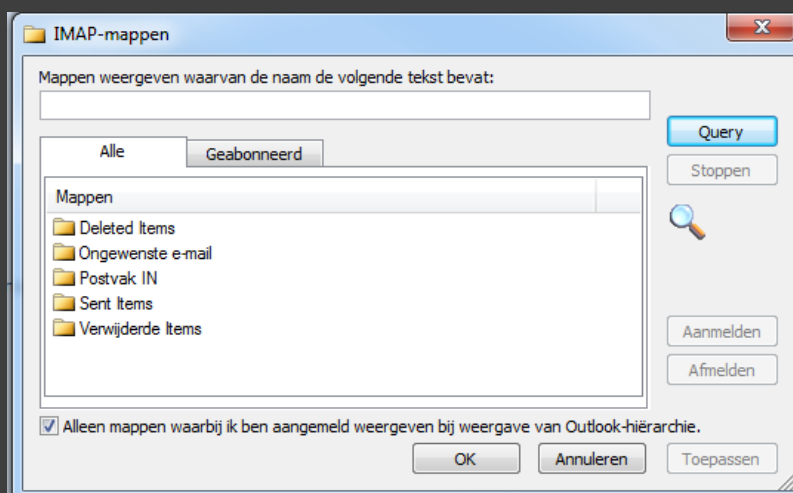 IMAP-mappen
Mappen weergeven waarvan de naam de volgende tekst bevat:
Query
Alle
Geabonneerd
Stoppen
Mappen
Deleted Items
Ongewenste e-mail
Postvak IN
Sent Items
Verwijderde Items
Aanmelden
Afmelden
Alleen mappen waarbij ik ben aangemeld weergeven bij weergave van Outlook-hiërarchie.
OK
Annuleren
Toepassen